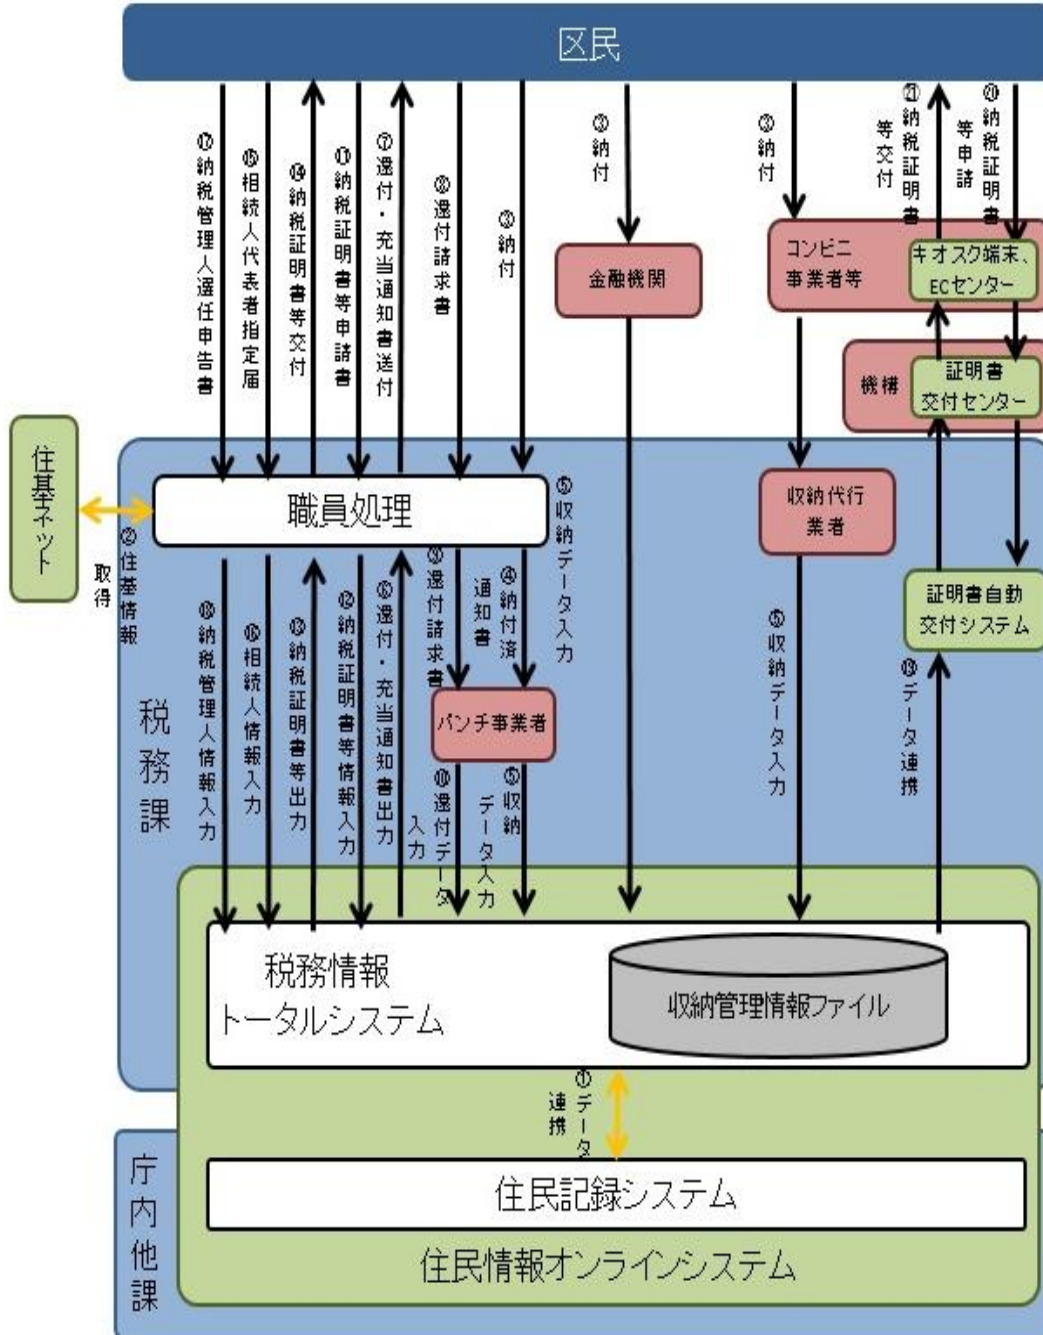 区民
⑰納税管理人選任申告書
⑮相続人代表者指定届
⑭納税証明書等交付
⑪納税証明書等申請書
⑦還付・充当通知書送付
⑧還付請求書
③納付
③納付
③納付
㉑納税証明書
等交付
⑳納税証明書
等申請
金融機関
コンビニ
事業者等
キオスク端末、
ECセンター
機構
証明書
交付センター
住基ネット
②住基情報
取得
職員処理
⑤収納データ入力
収納代行
業者
証明書自動
交付システム
税務課
⑱納税管理人情報入力
⑯相続人情報入力
⑬納税証明書等出力
⑫納税証明書等情報入力
⑥還付・充当通知書出力
⑨還付請求書
④納付済
通知書
パンチ事業者
⑩還付データ
入力
⑤収納
データ入力
⑤収納データ入力
⑲データ連携
税務情報
トータルシステム
収納管理情報ファイル
①データ
連携
庁内他課
住民記録システム
住民情報オンラインシステム